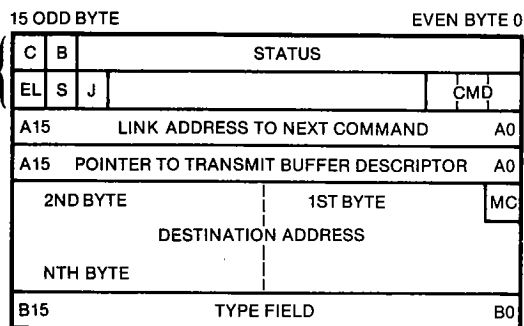 15 ODD BYTE EVEN BYTE 0
C B STATUS
EL S J CMD
A15 LINK ADDRESS TO NEXT COMMAND A0
A15 POINTER TO TRANSMIT BUFFER DESCRIPTOR A0
2ND BYTE 1ST BYTE MC
DESTINATION ADDRESS
NTH BYTE
B15 TYPE FIELD B0